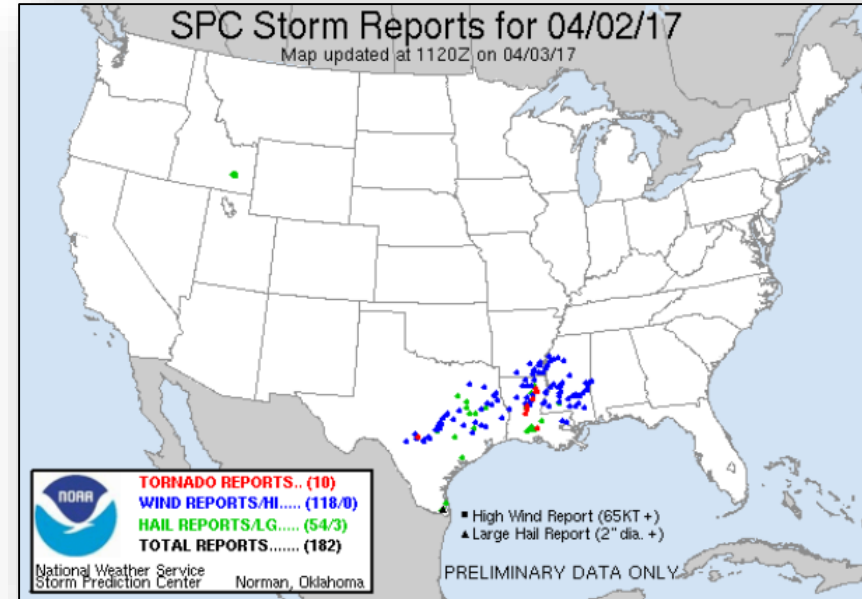 SPC Storm Reports for 04/02/17
Map updated at 1120Z on 04/03/17
NOAA
TORNADO REPORTS.. (10)
WIND REPORTS/HI..... (118/0)
HAIL REPORTS/LG..... (54/3)
TOTAL REPORTS....... (182)
National Weather Service
Storm Prediction Center Norman, Oklahoma
■ High Wind Report (65KT +)
▲ Large Hail Report (2" dia. +)
PRELIMINARY DATA ONLY